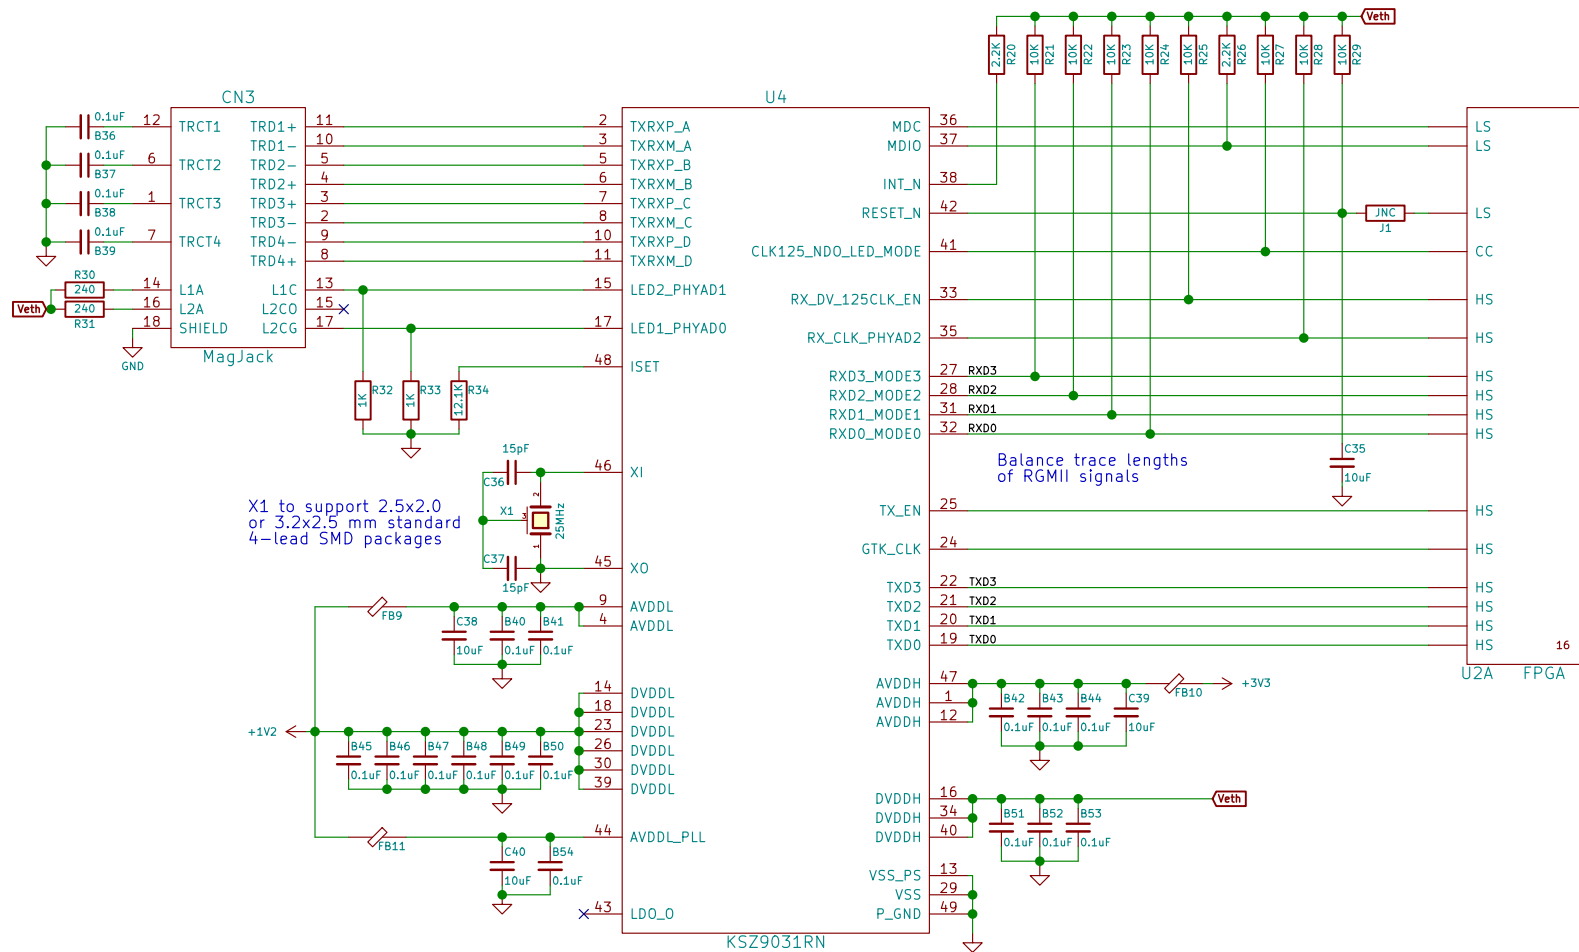 Veth
2.2K R20
10K R21
10K R22
10K R23
10K R24
10K R25
2.2K R26
10K R27
10K R28
10K R29
CN3
0.1uF
B36
0.1uF
B37
0.1uF
B38
0.1uF
B39
12 TRCT1 TRD1+ 11
TRD1- 10
6 TRCT2 TRD2- 5
TRD2+ 4
1 TRCT3 TRD3+ 3
TRD3- 2
7 TRCT4 TRD4- 9
TRD4+ 8
R30
240
14 L1A L1C 13
Veth
240
R31
16 L2A L2CO 15
18 SHIELD L2CG 17
MagJack
GND
1K R32
1K R33
12.1K R34
15pF
C36
X1
2
3
1
25MHz
C37
15pF
X1 to support 2.5x2.0
or 3.2x2.5 mm standard
4-lead SMD packages
FB9
C38 10uF
B40 0.1uF
B41 0.1uF
+1V2
B45 0.1uF
B46 0.1uF
B47 0.1uF
B48 0.1uF
B49 0.1uF
B50 0.1uF
FB11
C40 10uF
B54 0.1uF
U4
2 TXRXP_A MDC 36
3 TXRXM_A MDIO 37
5 TXRXP_B
6 TXRXM_B INT_N 38
7 TXRXP_C
8 TXRXM_C RESET_N 42
10 TXRXP_D
11 TXRXM_D CLK125_NDO_LED_MODE 41
15 LED2_PHYAD1 RX_DV_125CLK_EN 33
17 LED1_PHYAD0 RX_CLK_PHYAD2 35
48 ISET RXD3_MODE3 27 RXD3
RXD2_MODE2 28 RXD2
RXD1_MODE1 31 RXD1
RXD0_MODE0 32 RXD0
46 XI
TX_EN 25
GTK_CLK 24
45 XO
TXD3 22 TXD3
9 AVDDL TXD2 21 TXD2
4 AVDDL TXD1 20 TXD1
TXD0 19 TXD0
AVDDH 47
14 DVDDL AVDDH 1
18 DVDDL AVDDH 12
23 DVDDL
26 DVDDL
30 DVDDL
39 DVDDL
DVDDH 16
DVDDH 34
44 AVDDL_PLL DVDDH 40
VSS_PS 13
VSS 29
43 LDO_O P_GND 49
KSZ9031RN
JNC
J1
Balance trace lengths
of RGMII signals
C35
10uF
B42 0.1uF
B43 0.1uF
B44 0.1uF
C39 10uF
FB10
+3V3
Veth
B51 0.1uF
B52 0.1uF
B53 0.1uF
LS
LS
LS
CC
HS
HS
HS
HS
HS
HS
HS
HS
HS
HS
HS
HS
16
U2A FPGA